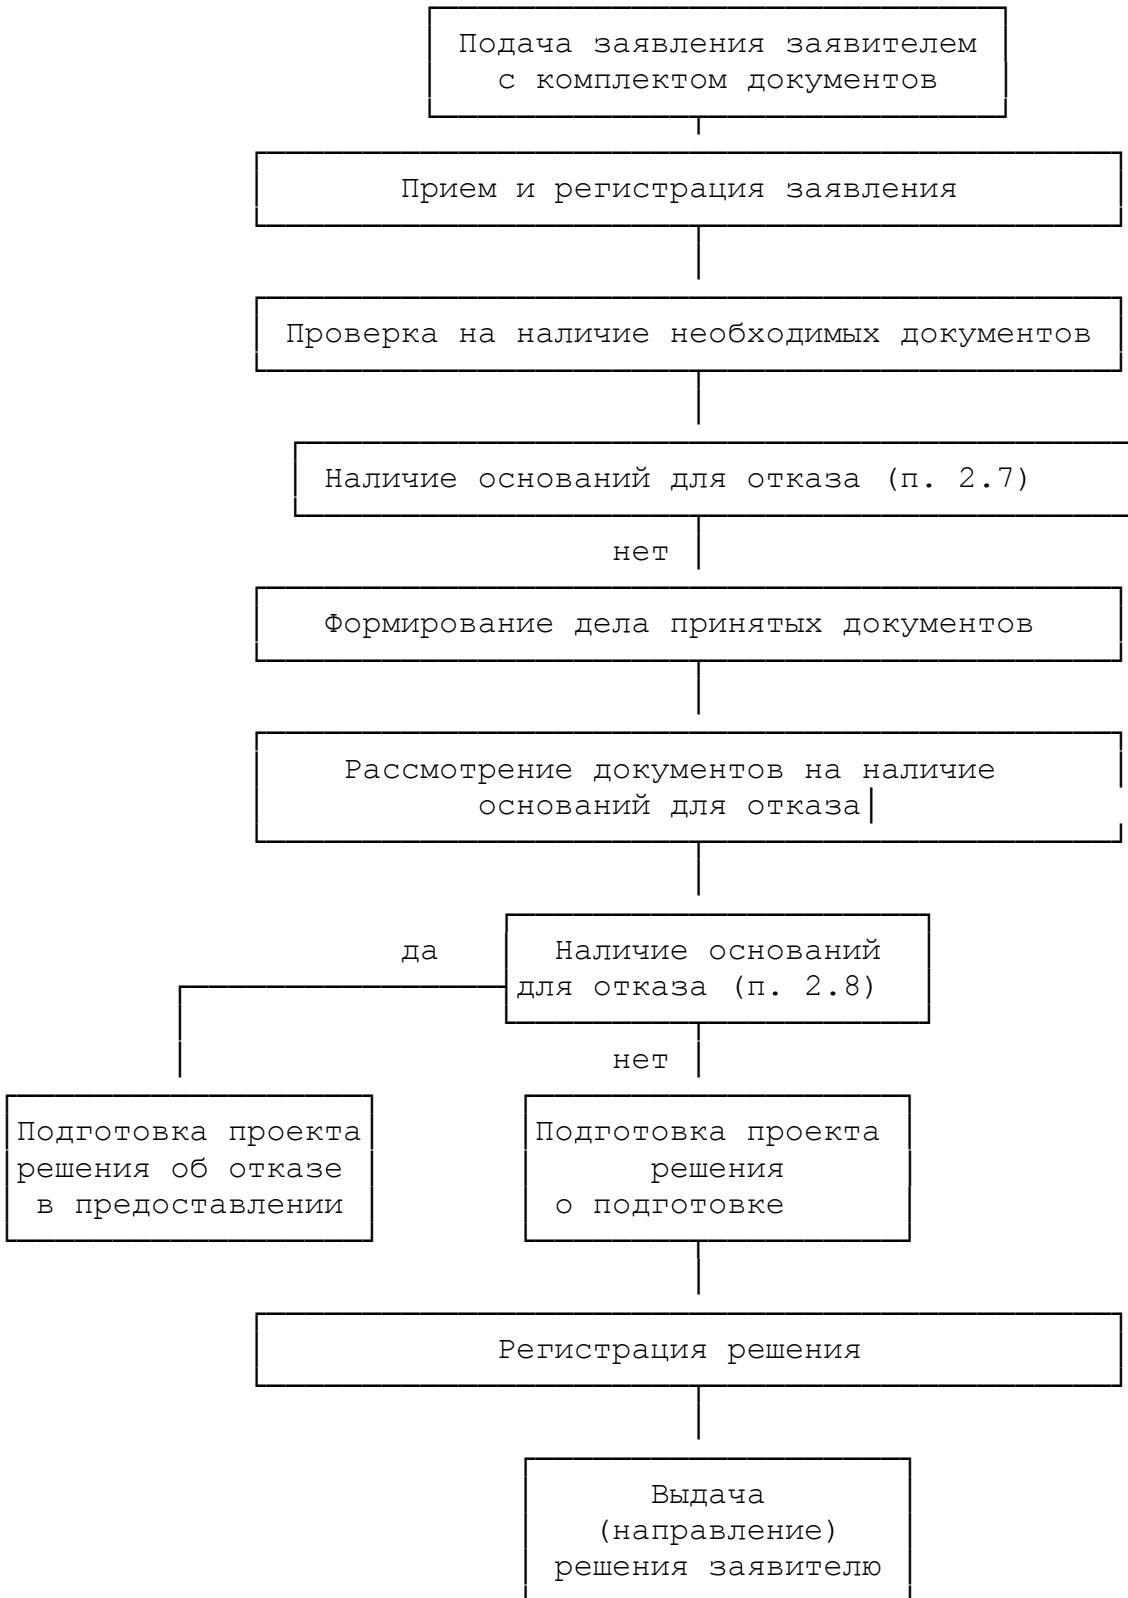 Подача заявления заявителем
с комплектом документов
Прием и регистрация заявления
Проверка на наличие необходимых документов
Наличие оснований для отказа (п. 2.7)
нет
Формирование дела принятых документов
Рассмотрение документов на наличие
оснований для отказа
да
Наличие оснований
для отказа (п. 2.8)
нет
Подготовка проекта
решения об отказе
в предоставлении
Подготовка проекта
решения
о подготовке
Регистрация решения
Выдача
(направление)
решения заявителю